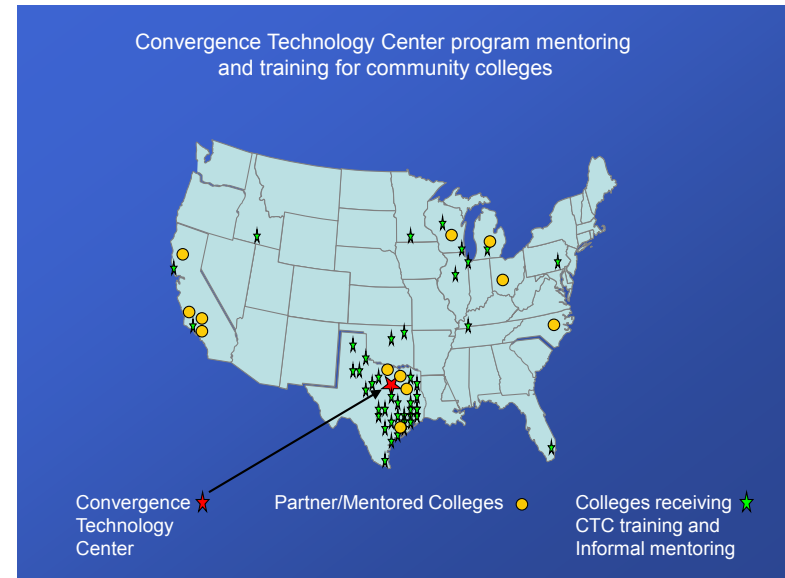 Convergence Technology Center program mentoring
and training for community colleges
Convergence
Technology
Center
Partner/Mentored Colleges
Colleges receiving
CTC training and
Informal mentoring